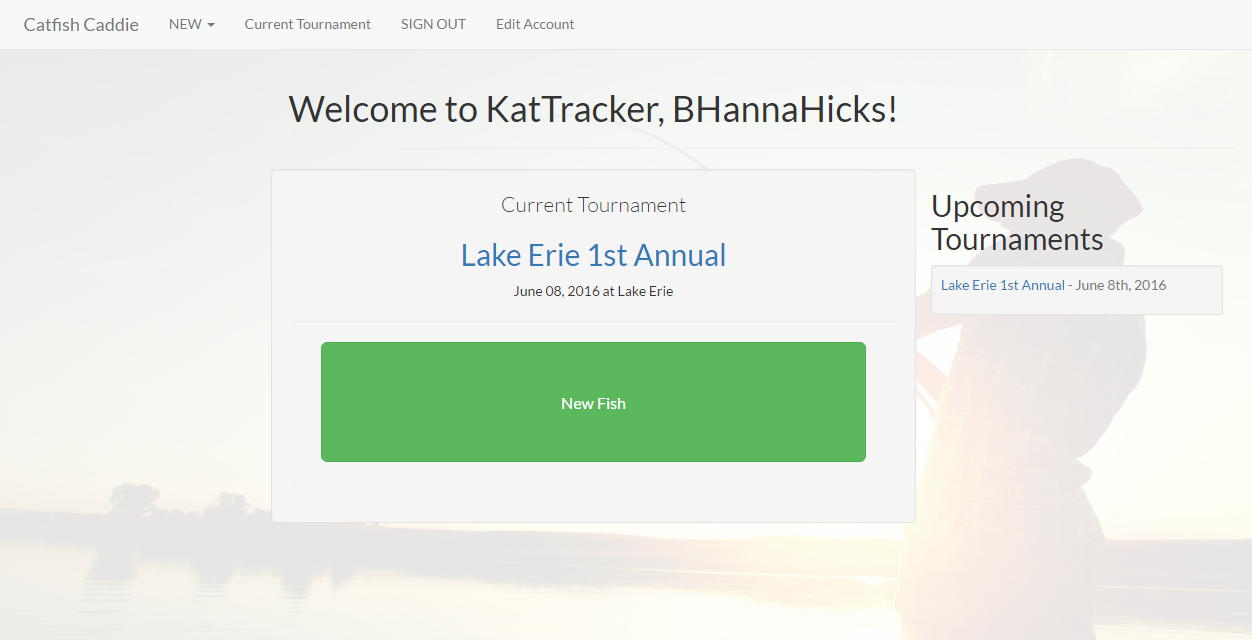 Catfish Caddie NEW Current Tournament SIGN OUT Edit Account
Welcome to KatTracker, BHannaHicks!
Current Tournament
Lake Erie 1st Annual
June 08, 2016 at Lake Erie
New Fish
Upcoming
Tournaments
Lake Erie 1st Annual - June 8th, 2016